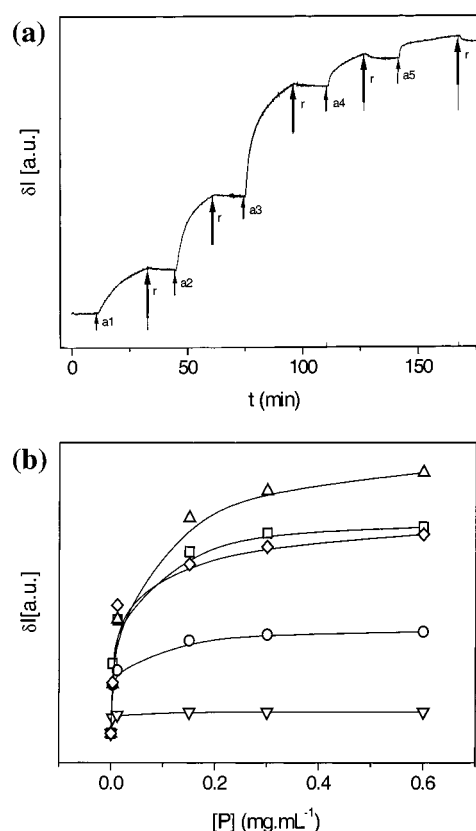 (a)
δI [a.u.]
a1
r
a2
r
a3
r
a4
r
a5
r
0
50
100
150
t (min)
(b)
δI[a.u.]
0.0
0.2
0.4
0.6
[P] (mg.mL⁻¹)